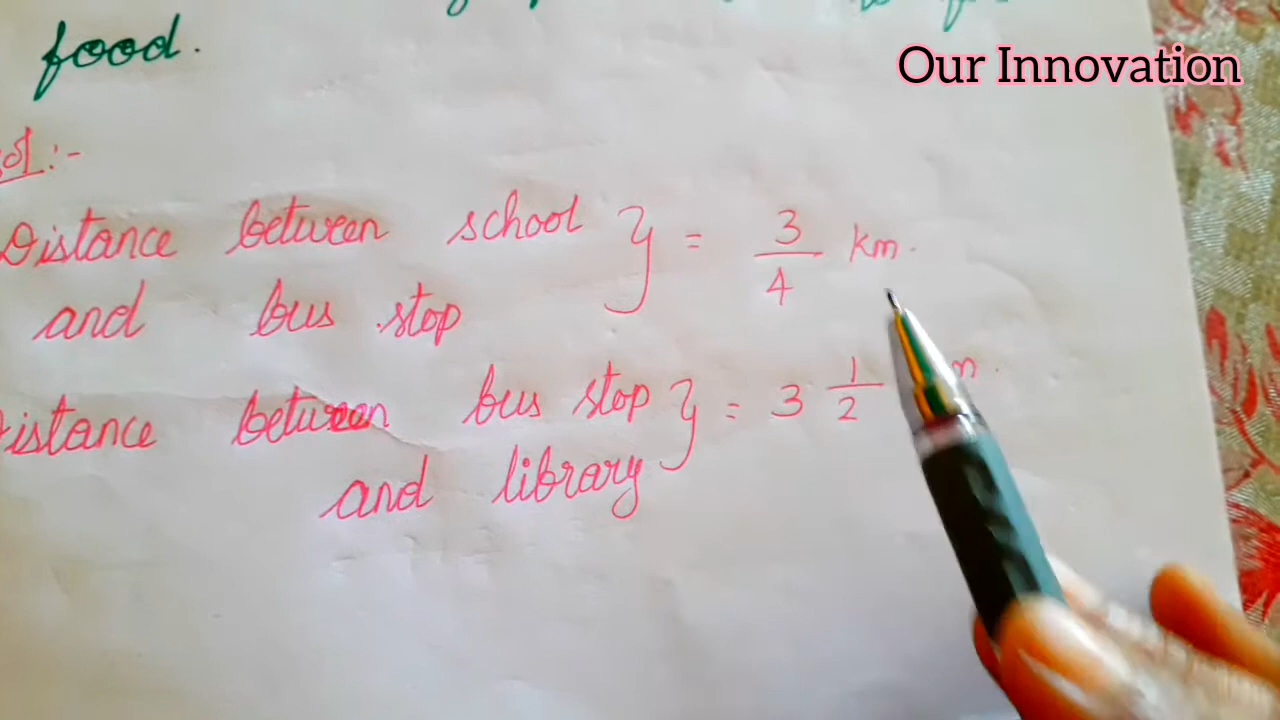 food.
Our Innovation
Sol :-
Distance between school } = 3/4 km.
and bus stop
Distance between bus stop } = 3 1/2
and library